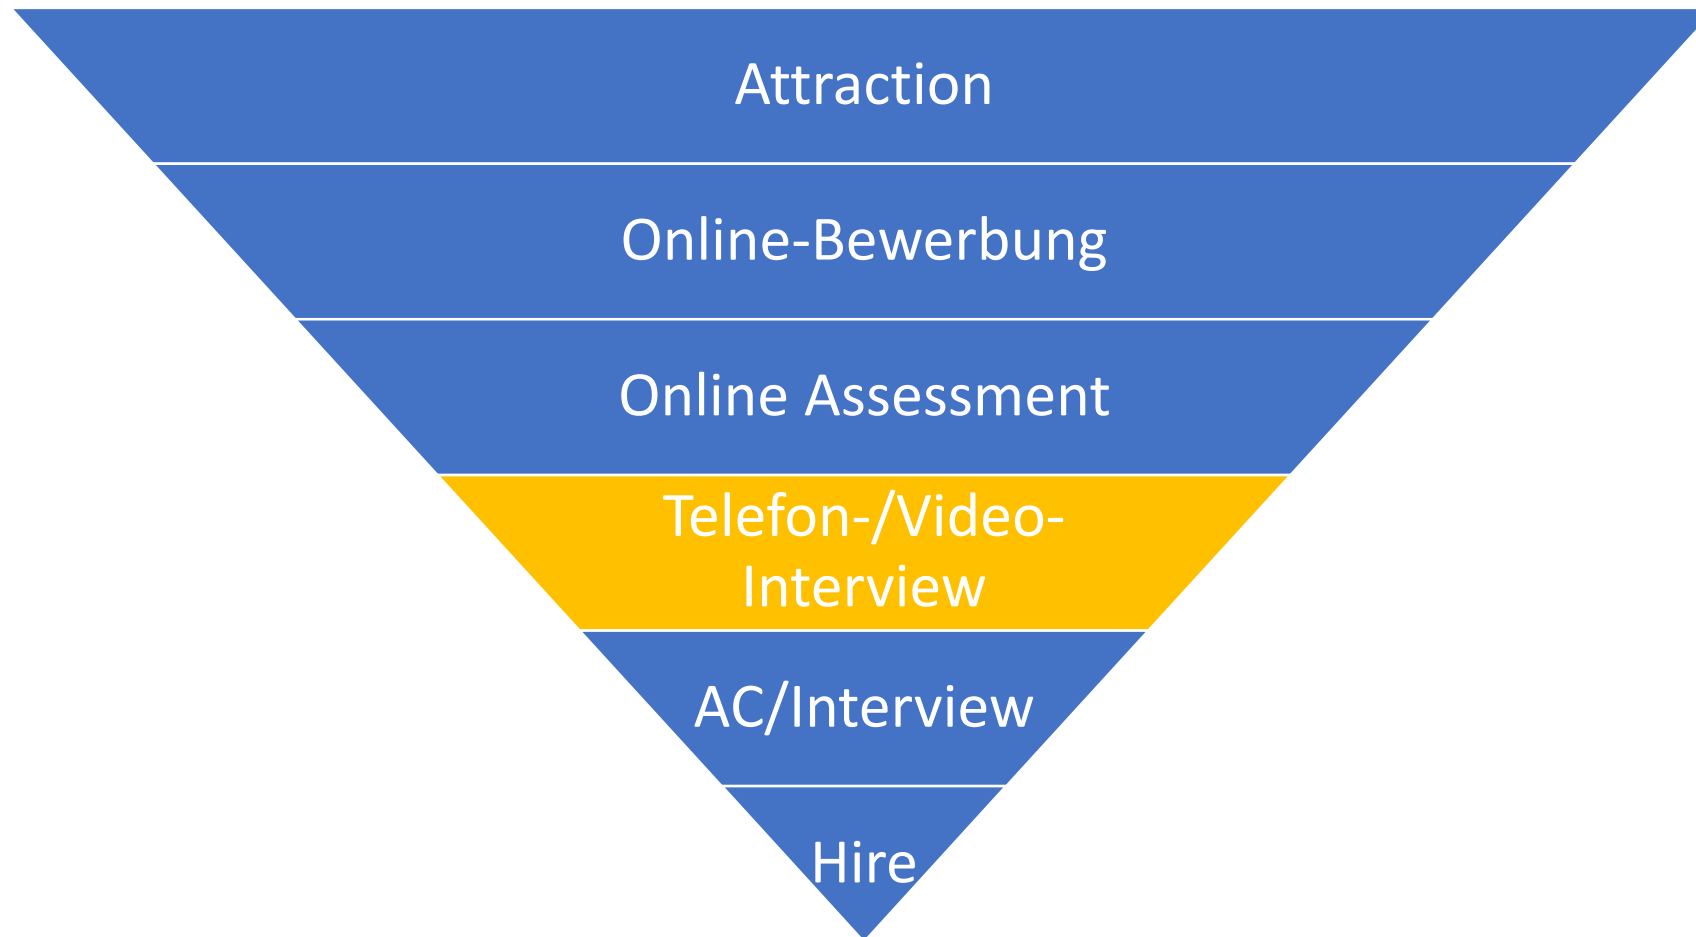 Attraction
Online-Bewerbung
Online Assessment
Telefon-/Video-
Interview
AC/Interview
Hire